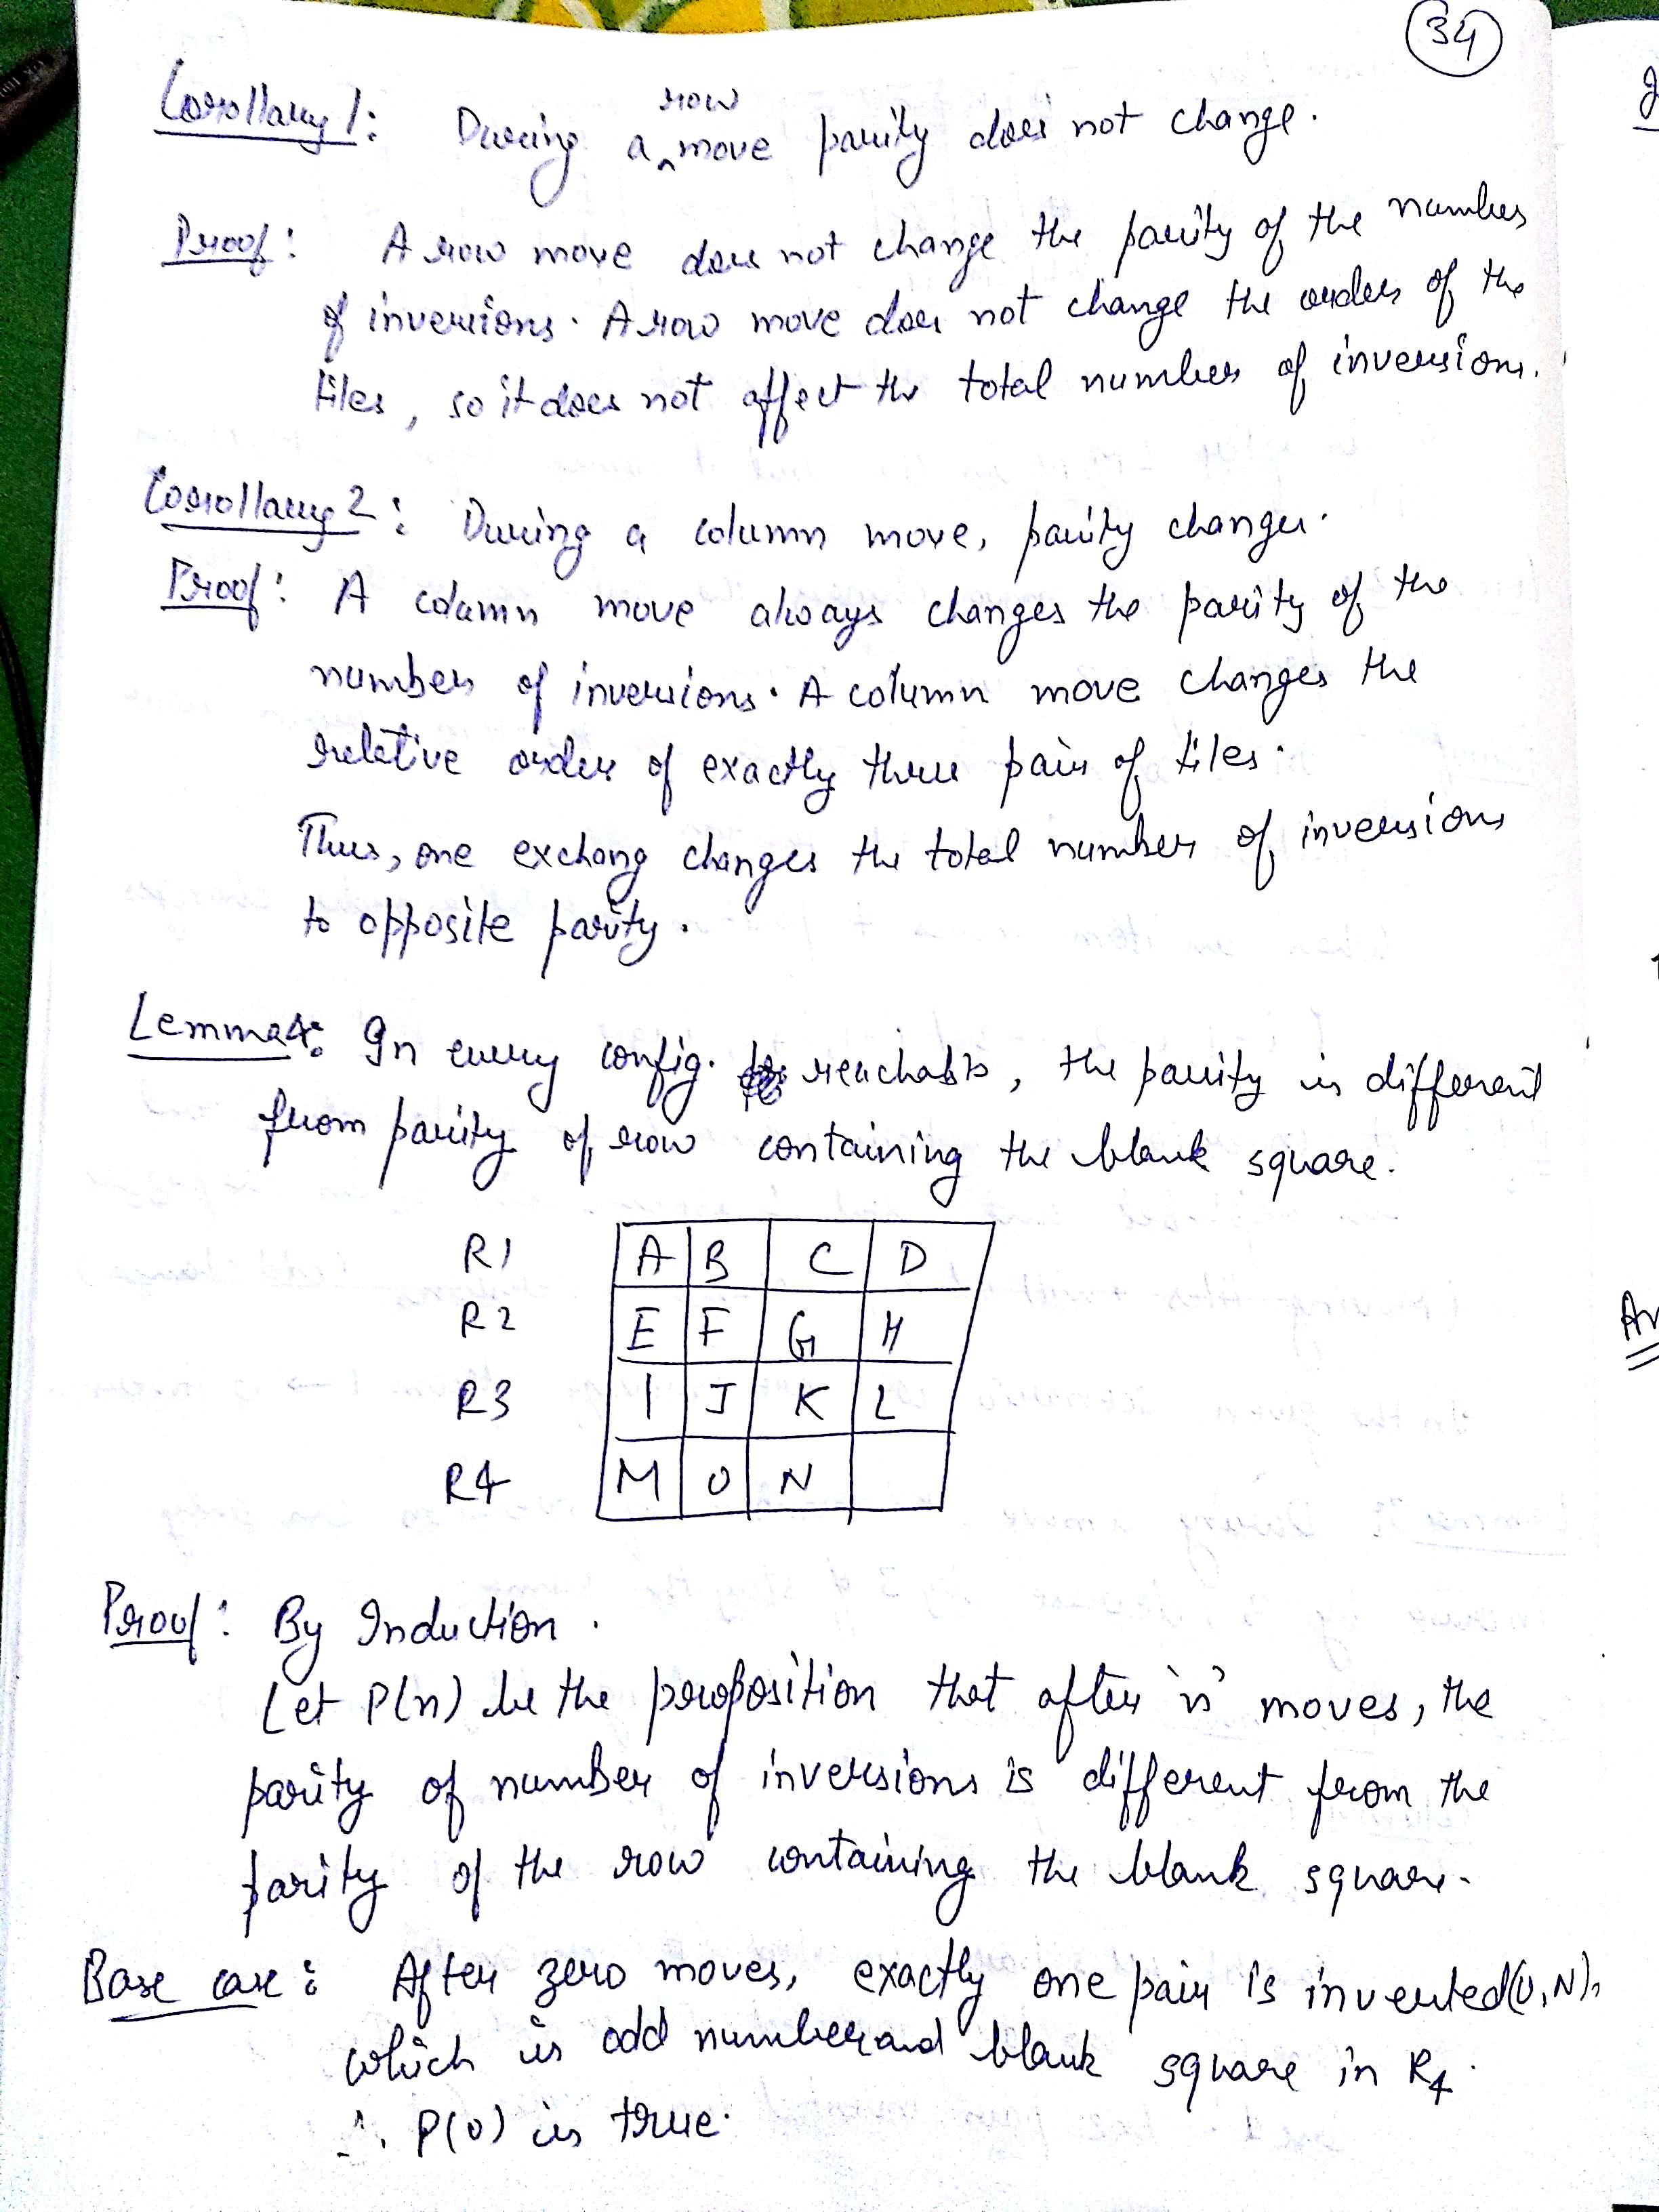 34
Corollary 1: During a row move parity does not change.
Proof: A row move does not change the parity of the number
of inversions. A row move does not change the order of the
tiles, so it does not affect the total number of inversions.
Corollary 2: During a column move, parity changes.
Proof: A column move always changes the parity of the
number of inversions. A column move changes the
relative order of exactly three pair of tiles.
Thus, one exchang changes the total number of inversions
to opposite parity.
Lemma 4: In every config. reachable, the parity is different
from parity of row containing the blank square.
R1 A B C D
R2 E F G H
R3 I J K L
R4 M O N
Proof: By Induction.
Let P(n) be the proposition that after 'n' moves, the
parity of number of inversions is different from the
parity of the row containing the blank square.
Base case: After zero moves, exactly one pair is inverted (O,N),
which is odd number and blank square in R4.
∴ P(0) is true.